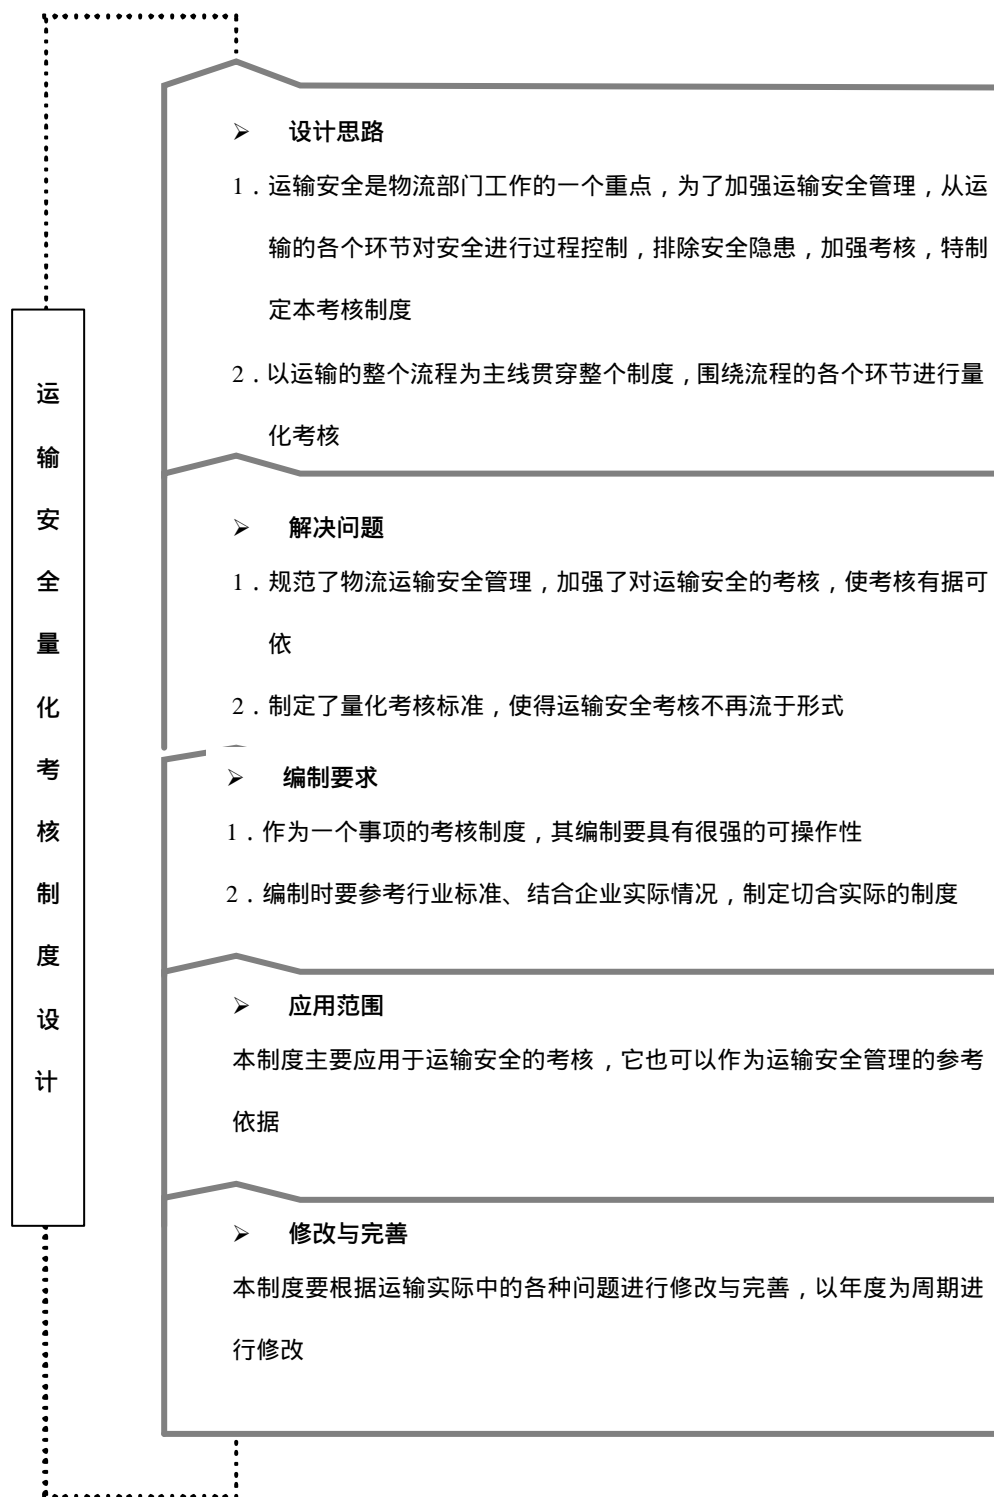 运输安全量化考核制度设计
➢ 设计思路
1．运输安全是物流部门工作的一个重点，为了加强运输安全管理，从运
输的各个环节对安全进行过程控制，排除安全隐患，加强考核，特制
定本考核制度
2．以运输的整个流程为主线贯穿整个制度，围绕流程的各个环节进行量
化考核
➢ 解决问题
1．规范了物流运输安全管理，加强了对运输安全的考核，使考核有据可
依
2．制定了量化考核标准，使得运输安全考核不再流于形式
➢ 编制要求
1．作为一个事项的考核制度，其编制要具有很强的可操作性
2．编制时要参考行业标准、结合企业实际情况，制定切合实际的制度
➢ 应用范围
本制度主要应用于运输安全的考核，它也可以作为运输安全管理的参考
依据
➢ 修改与完善
本制度要根据运输实际中的各种问题进行修改与完善，以年度为周期进
行修改